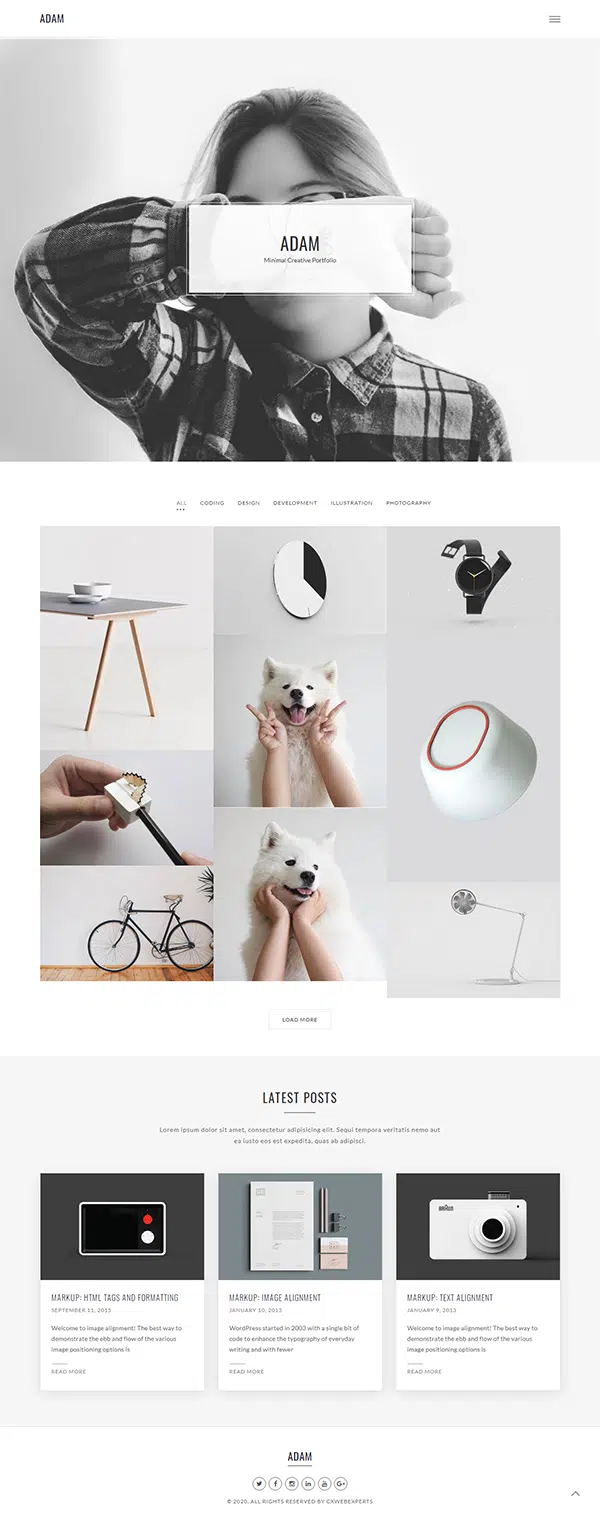 ADAM
ADAM
Minimal Creative Portfolio
ALL CODING DESIGN DEVELOPMENT ILLUSTRATION PHOTOGRAPHY
LOAD MORE
LATEST POSTS
Lorem ipsum dolor sit amet, consectetur adipisicing elit. Sequi tempora veritatis nemo aut
ea iusto eos est expedita, quas ab adipisci.
MARKUP: HTML TAGS AND FORMATTING
SEPTEMBER 11, 2013
Welcome to image alignment! The best way to
demonstrate the ebb and flow of the various
image positioning options is
READ MORE
MARKUP: IMAGE ALIGNMENT
JANUARY 10, 2013
WordPress started in 2003 with a single bit of
code to enhance the typography of everyday
writing and with fewer
READ MORE
BRAUN
MARKUP: TEXT ALIGNMENT
JANUARY 9, 2013
Welcome to image alignment! The best way to
demonstrate the ebb and flow of the various
image positioning options is
READ MORE
ADAM
© 2020, ALL RIGHTS RESERVED BY CXWEBEXPERTS